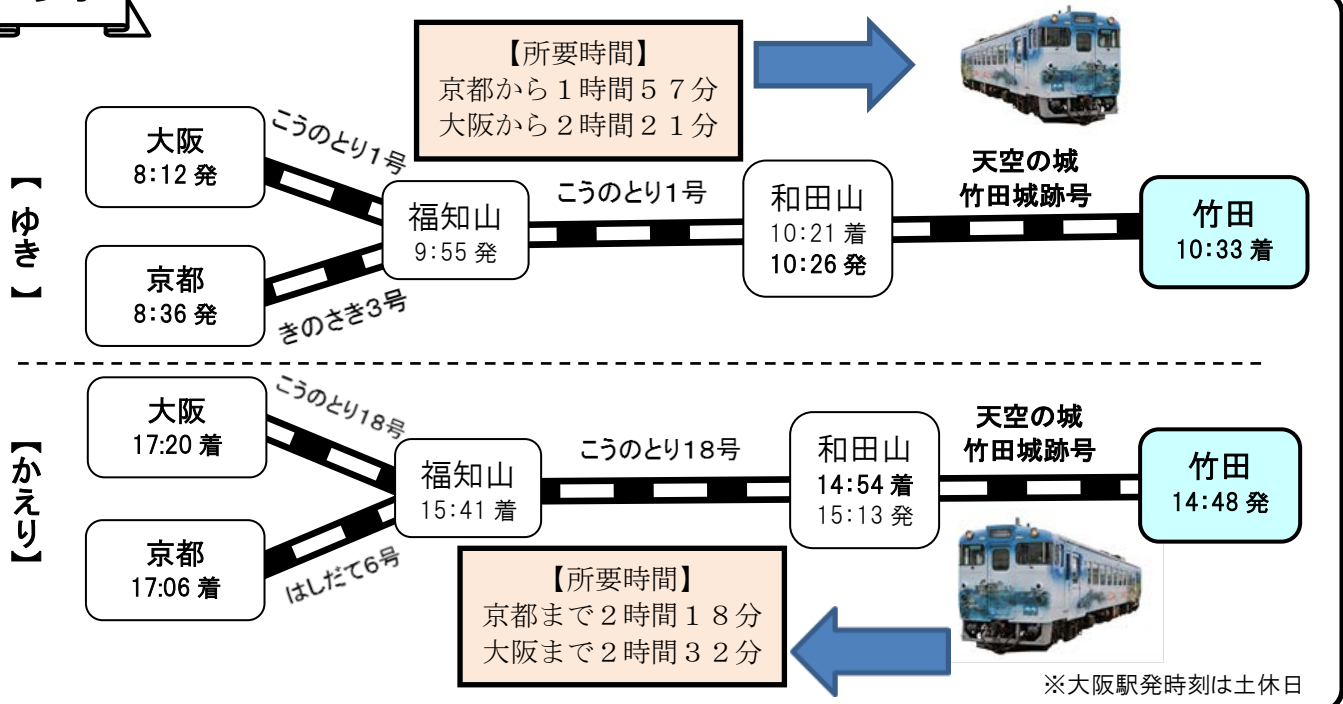 【所要時間】
京都から1時間57分
大阪から2時間21分
【ゆき】
大阪
8:12 発
こうのとり1号
京都
8:36 発
きのさき3号
福知山
9:55 発
こうのとり1号
和田山
10:21 着
10:26 発
天空の城
竹田城跡号
竹田
10:33 着
【かえり】
大阪
17:20 着
こうのとり18号
京都
17:06 着
はしだて6号
福知山
15:41 着
こうのとり18号
和田山
14:54 着
15:13 発
天空の城
竹田城跡号
竹田
14:48 発
【所要時間】
京都まで2時間18分
大阪まで2時間32分
※大阪駅発時刻は土休日